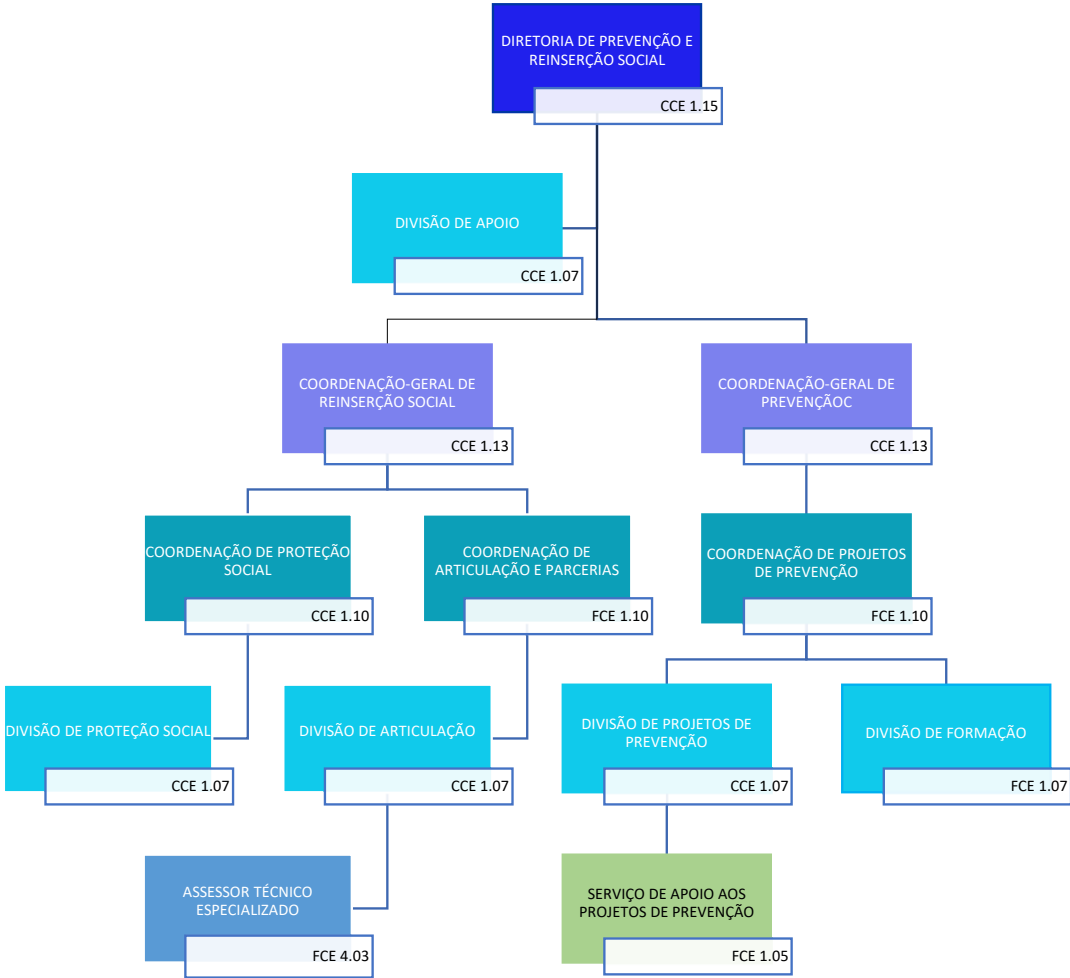 DIRETORIA DE PREVENÇÃO E
REINSERÇÃO SOCIAL
CCE 1.15
DIVISÃO DE APOIO
CCE 1.07
COORDENAÇÃO-GERAL DE
REINSERÇÃO SOCIAL
CCE 1.13
COORDENAÇÃO-GERAL DE
PREVENÇÃOC
CCE 1.13
COORDENAÇÃO DE PROTEÇÃO
SOCIAL
CCE 1.10
COORDENAÇÃO DE
ARTICULAÇÃO E PARCERIAS
FCE 1.10
COORDENAÇÃO DE PROJETOS
DE PREVENÇÃO
FCE 1.10
DIVISÃO DE PROTEÇÃO SOCIAL
CCE 1.07
DIVISÃO DE ARTICULAÇÃO
CCE 1.07
DIVISÃO DE PROJETOS DE
PREVENÇÃO
CCE 1.07
DIVISÃO DE FORMAÇÃO
FCE 1.07
ASSESSOR TÉCNICO
ESPECIALIZADO
FCE 4.03
SERVIÇO DE APOIO AOS
PROJETOS DE PREVENÇÃO
FCE 1.05